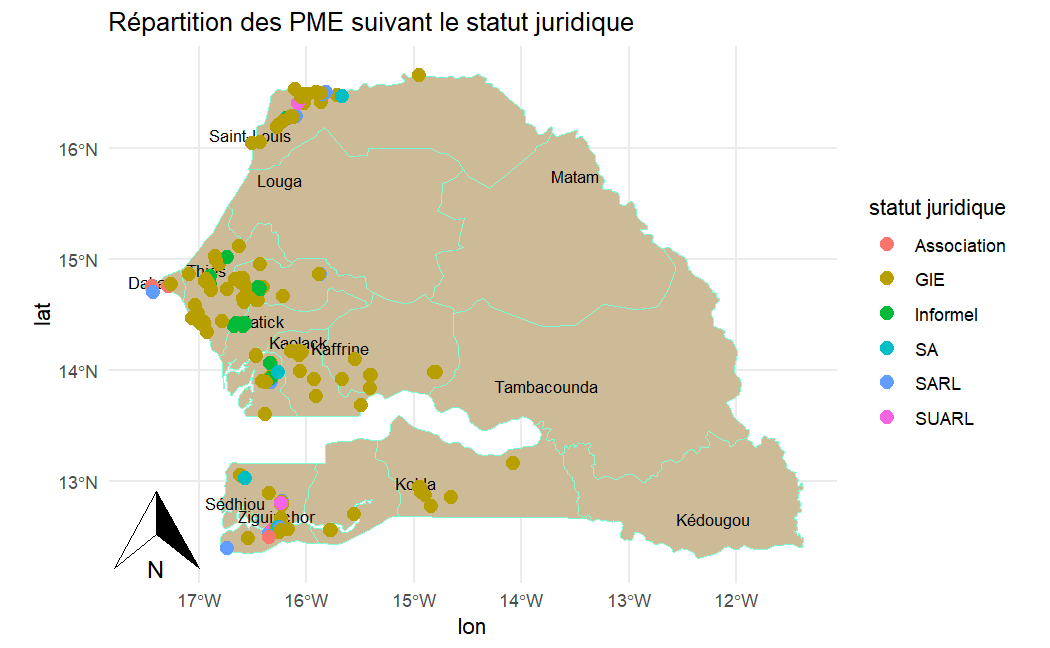 Répartition des PME suivant le statut juridique
lat
16°N
15°N
14°N
13°N
Saint-Louis
Louga
Matam
Thiès
Kaolack
Kaffrine
Tambacounda
Kolda
Sédhiou
Ziguinchor
Kédougou
N
17°W
16°W
15°W
14°W
13°W
12°W
lon
statut juridique
Association
GIE
Informel
SA
SARL
SUARL